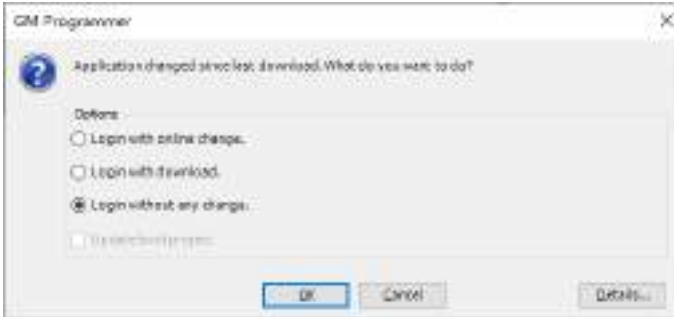 GM Programmer
Application changed since last download. What do you want to do?
Options
Login with online change.
Login with download.
Login without any change.
OK
Cancel
Details...